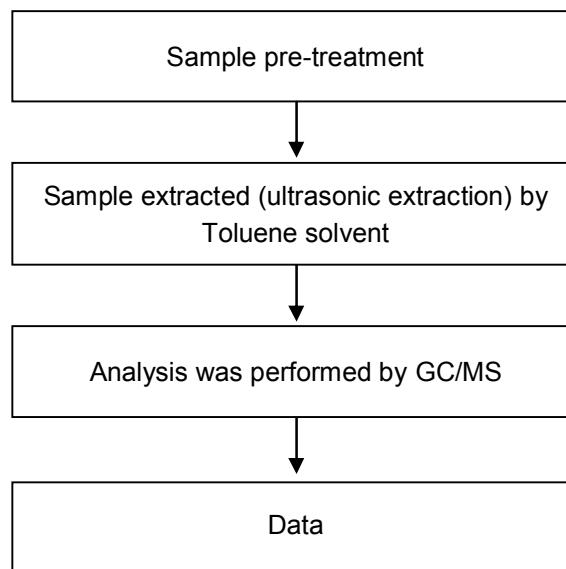 Sample pre-treatment
Sample extracted (ultrasonic extraction) by
Toluene solvent
Analysis was performed by GC/MS
Data